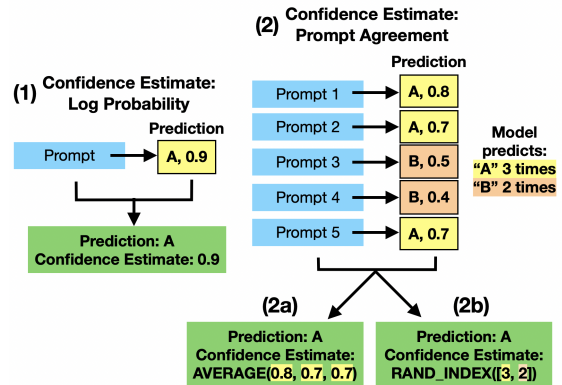 (1) Confidence Estimate:
Log Probability
Prediction
Prompt
A, 0.9
Prediction: A
Confidence Estimate: 0.9
(2) Confidence Estimate:
Prompt Agreement
Prediction
Prompt 1
A, 0.8
Prompt 2
A, 0.7
Prompt 3
B, 0.5
Prompt 4
B, 0.4
Prompt 5
A, 0.7
Model
predicts:
“A” 3 times
“B” 2 times
(2a)
Prediction: A
Confidence Estimate:
AVERAGE(0.8, 0.7, 0.7)
(2b)
Prediction: A
Confidence Estimate:
RAND_INDEX([3, 2])